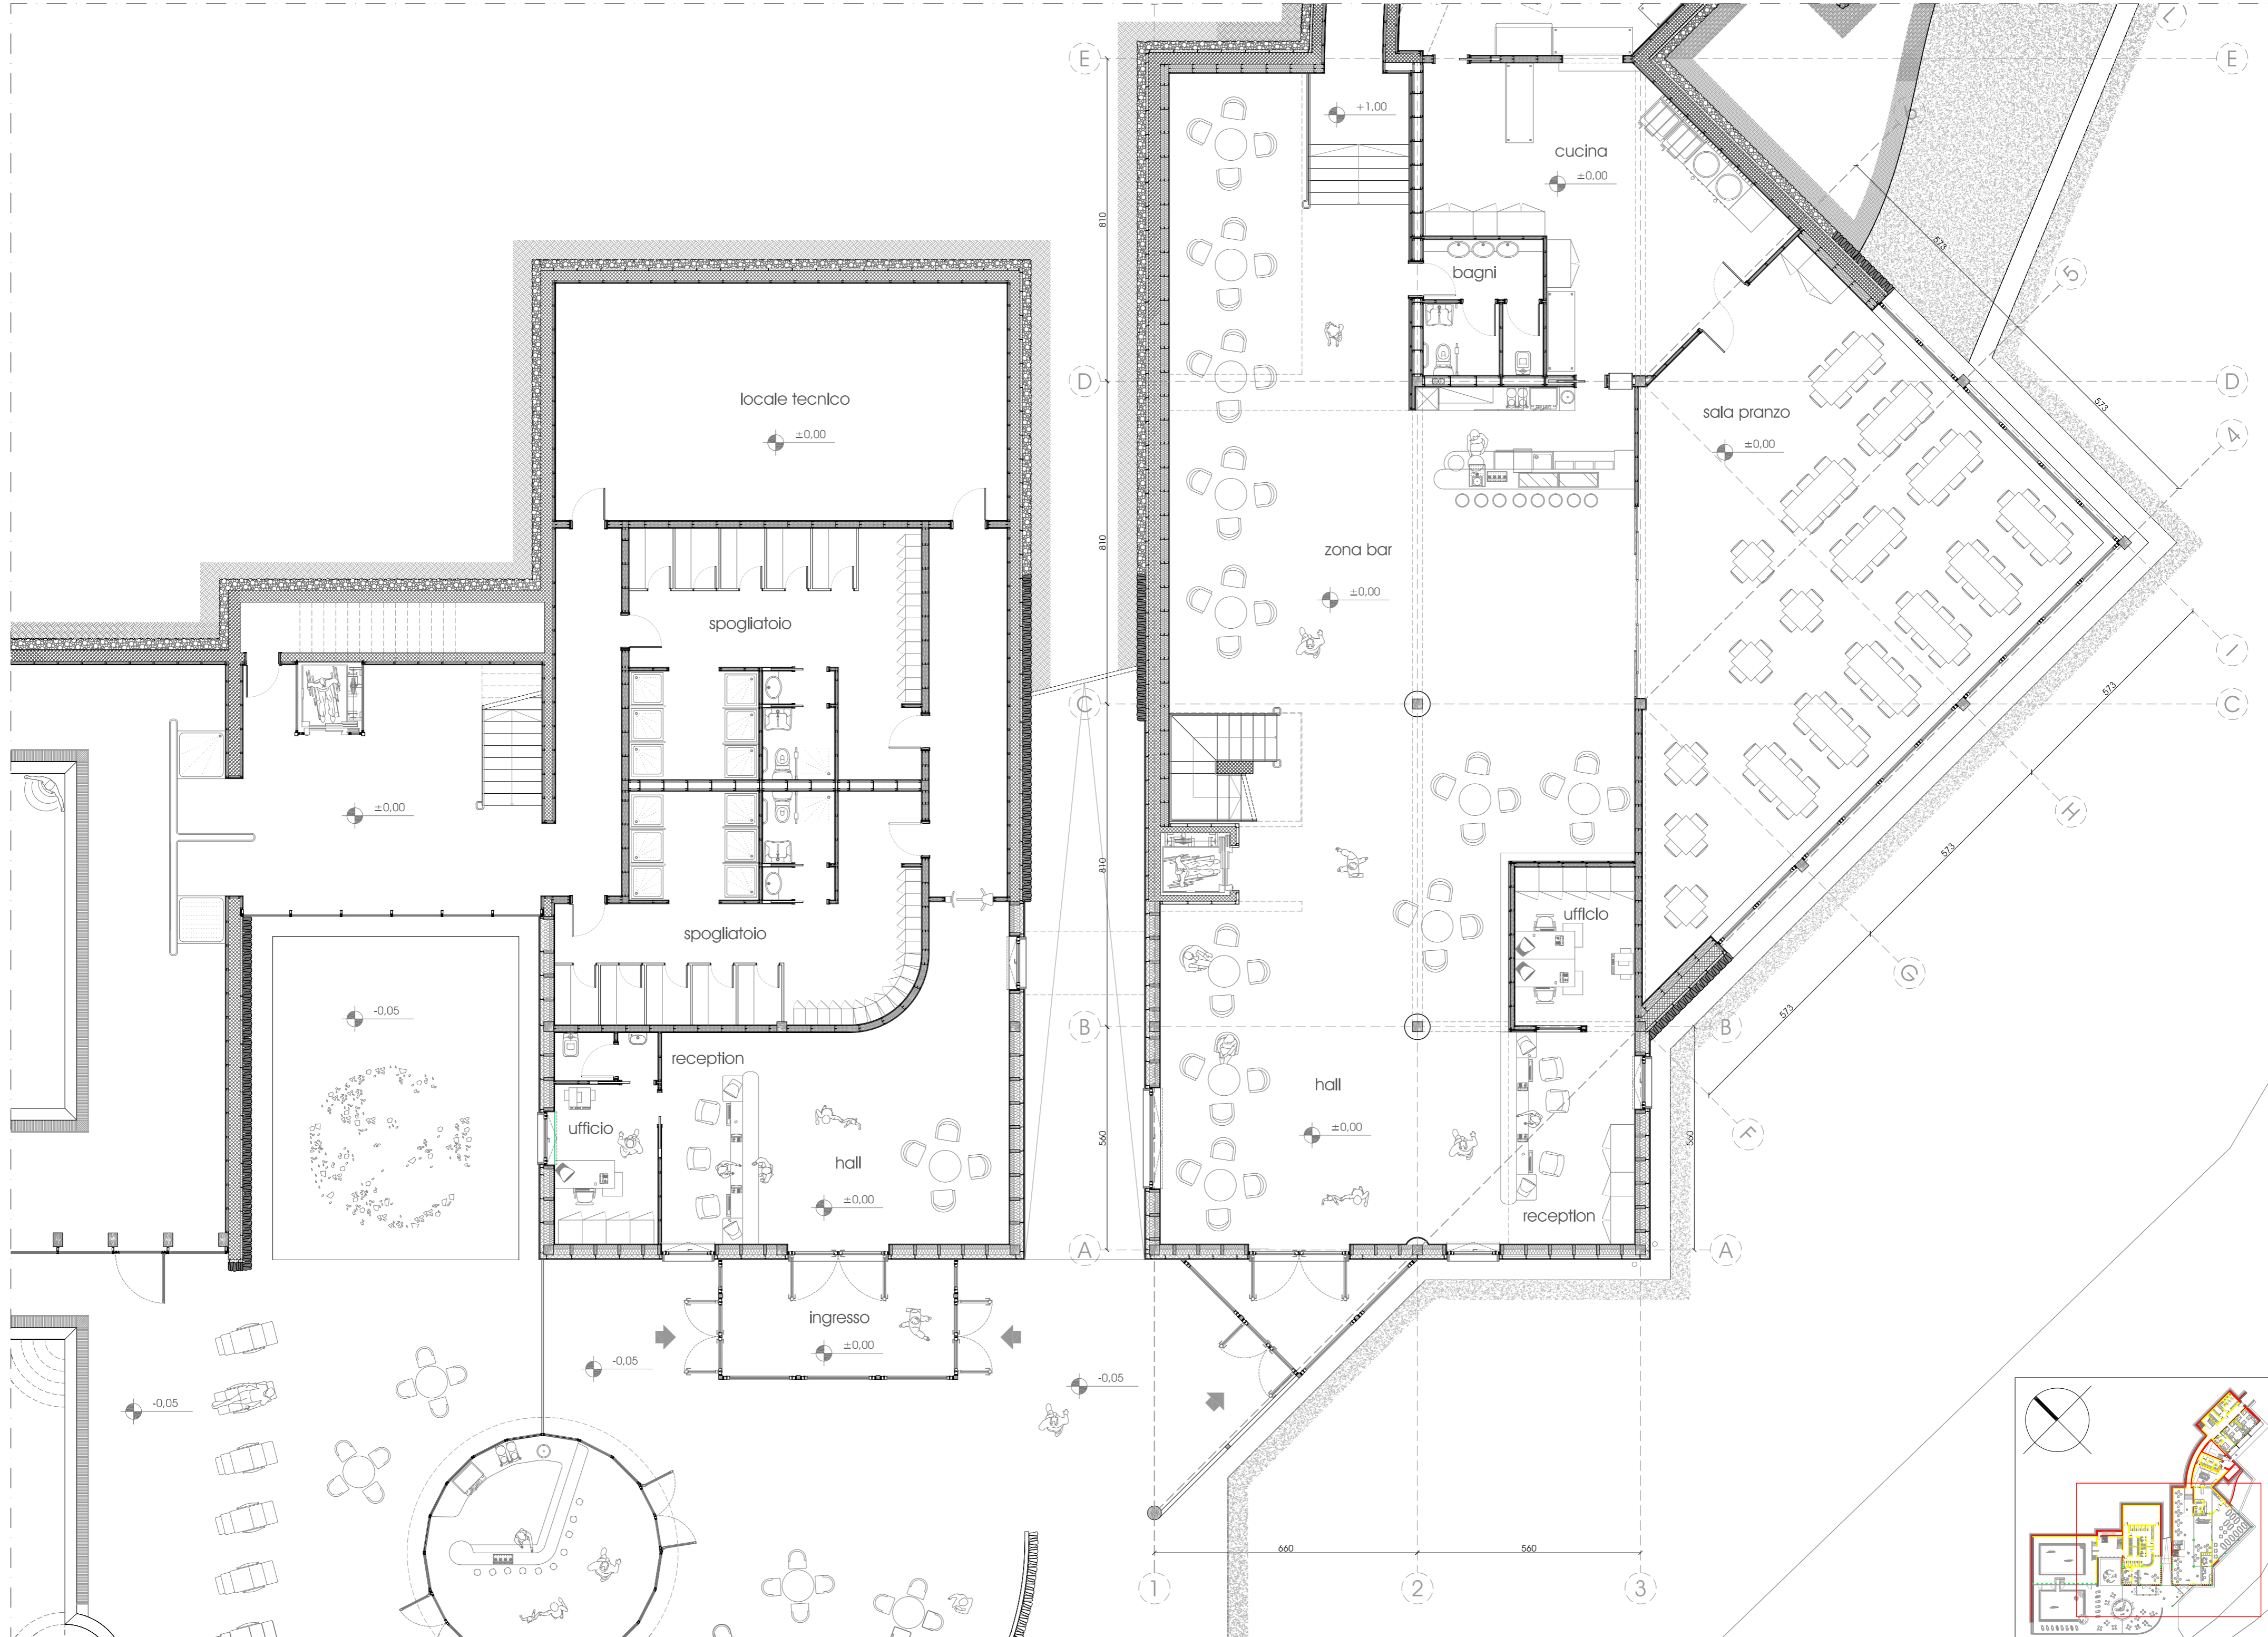 L
E
E
+1,00
6
cucina
±0,00
810
573
bagni
5
D
D
locale tecnico
±0,00
sala pranzo
±0,00
573
4
zona bar
±0,00
810
spogliatoio
I
573
C
C
±0,00
H
810
573
ufficio
spogliatoio
G
-0,05
573
B
B
reception
hall
ufficio
±0,00
F
560
560
hall
±0,00
reception
A
A
ingresso
±0,00
-0,05
-0,05
-0,05
660
560
1
2
3